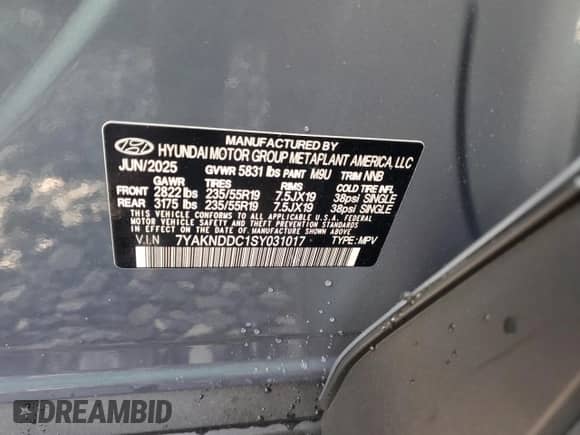 MANUFACTURED BY
HYUNDAI MOTOR GROUP METAPLANT AMERICA, LLC
JUN/2025 GVWR 5831 lbs PAINT M9U TRIM NNB
GAWR TIRES RIMS COLD TIRE INFL
FRONT 2822 lbs 235/55R19 7.5JX19 38psi SINGLE
REAR 3175 lbs 235/55R19 7.5JX19 38psi SINGLE
THIS VEHICLE CONFORMS TO ALL APPLICABLE U.S.A. FEDERAL
MOTOR VEHICLE SAFETY AND THEFT PREVENTION STANDARDS
IN EFFECT ON THE DATE OF MANUFACTURE SHOWN ABOVE.
V.I.N 7YAKNDDC1SY031017 TYPE: MPV
DREAMBID